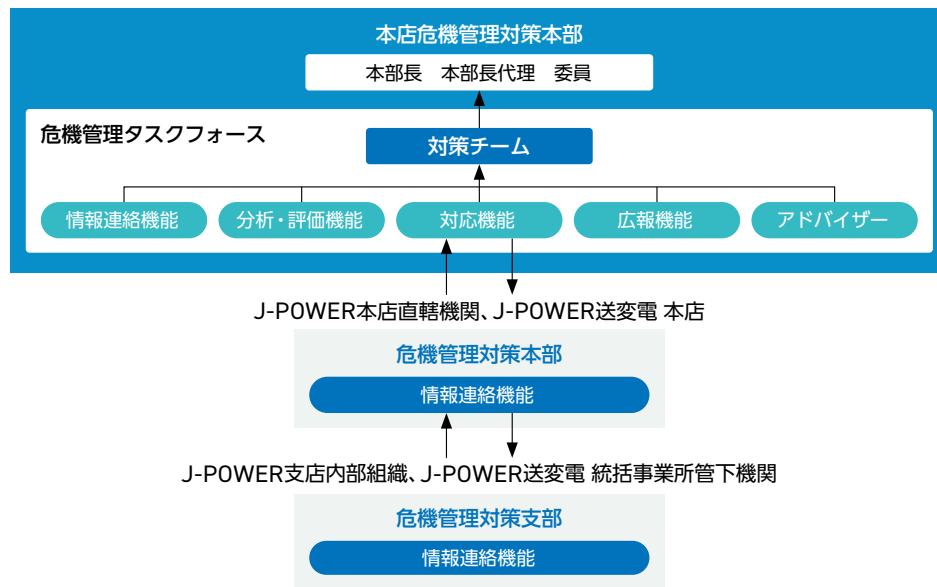 本店危機管理対策本部
本部長　本部長代理　委員
危機管理タスクフォース
対策チーム
情報連絡機能
分析・評価機能
対応機能
広報機能
アドバイザー
J-POWER本店直轄機関、J-POWER送変電 本店
危機管理対策本部
情報連絡機能
J-POWER支店内部組織、J-POWER送変電 統括事業所管下機関
危機管理対策支部
情報連絡機能